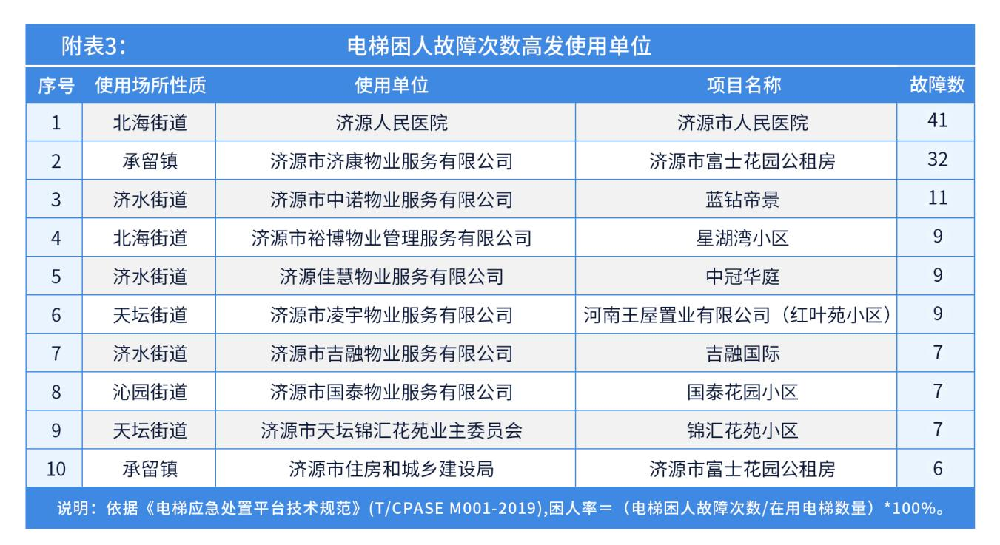 附表3： 电梯困人故障次数高发使用单位
序号 使用场所性质 使用单位 项目名称 故障数
1 北海街道 济源人民医院 济源市人民医院 41
2 承留镇 济源市济康物业服务有限公司 济源市富士花园公租房 32
3 济水街道 济源市中诺物业服务有限公司 蓝钻帝景 11
4 北海街道 济源市裕博物业管理服务有限公司 星湖湾小区 9
5 济水街道 济源佳慧物业服务有限公司 中冠华庭 9
6 天坛街道 济源市凌宇物业服务有限公司 河南王屋置业有限公司（红叶苑小区） 9
7 济水街道 济源市吉融物业服务有限公司 吉融国际 7
8 沁园街道 济源市国泰物业服务有限公司 国泰花园小区 7
9 天坛街道 济源市天坛锦汇花苑业主委员会 锦汇花苑小区 7
10 承留镇 济源市住房和城乡建设局 济源市富士花园公租房 6
说明：依据《电梯应急处置平台技术规范》(T/CPASE M001-2019),困人率＝（电梯困人故障次数/在用电梯数量）*100%。